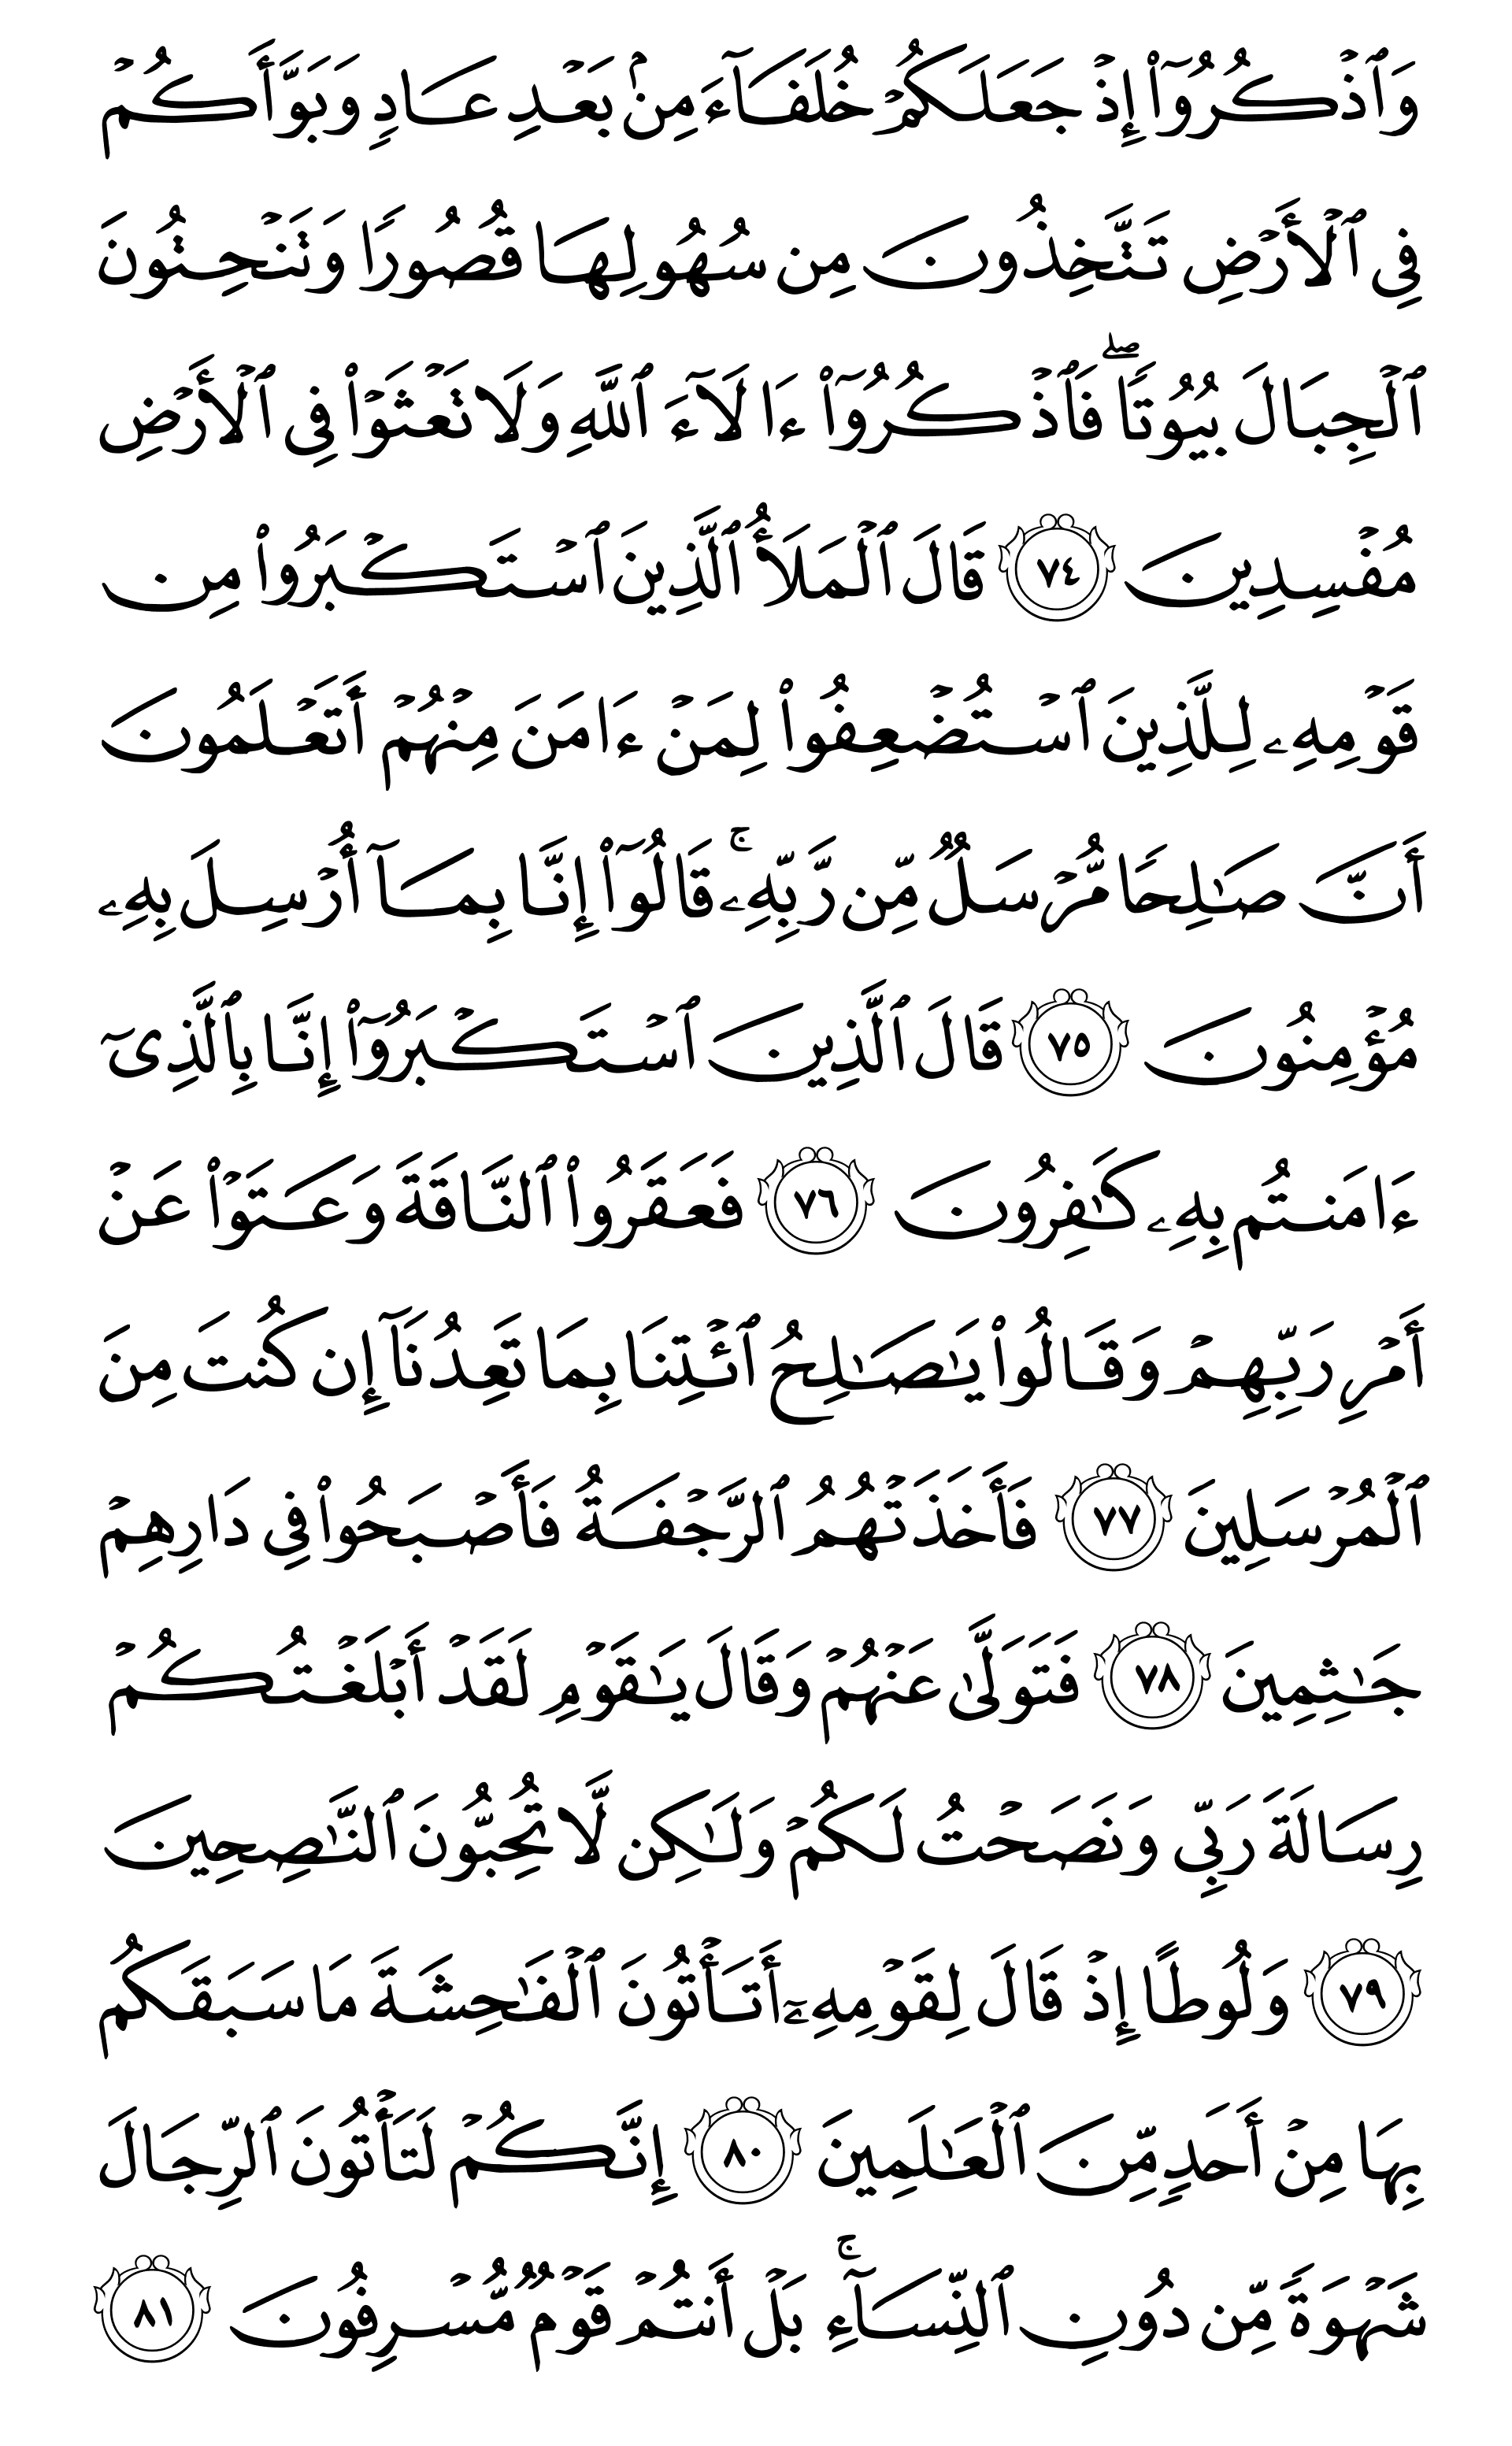 وَٱذۡكُرُوٓاْ إِذۡ جَعَلَكُمۡ خُلَفَآءَ مِنۢ بَعۡدِ عَادٍ وَبَوَّأَكُمۡ
فِي ٱلۡأَرۡضِ تَتَّخِذُونَ مِن سُهُولِهَا قُصُورًا وَتَنۡحِتُونَ
ٱلۡجِبَالَ بُيُوتًاۖ فَٱذۡكُرُوٓاْ ءَالَآءَ ٱللَّهِ وَلَا تَعۡثَوۡاْ فِي ٱلۡأَرۡضِ
مُفۡسِدِينَ ٧٤ قَالَ ٱلۡمَلَأُ ٱلَّذِينَ ٱسۡتَكۡبَرُواْ مِن
قَوۡمِهِۦ لِلَّذِينَ ٱسۡتُضۡعِفُواْ لِمَنۡ ءَامَنَ مِنۡهُمۡ أَتَعۡلَمُونَ
أَنَّ صَٰلِحًا مُّرۡسَلٌ مِّن رَّبِّهِۦۚ قَالُوٓاْ إِنَّا بِمَآ أُرۡسِلَ بِهِۦ
مُؤۡمِنُونَ ٧٥ قَالَ ٱلَّذِينَ ٱسۡتَكۡبَرُوٓاْ إِنَّا بِٱلَّذِيٓ
ءَامَنتُم بِهِۦ كَٰفِرُونَ ٧٦ فَعَقَرُواْ ٱلنَّاقَةَ وَعَتَوۡاْ عَنۡ
أَمۡرِ رَبِّهِمۡ وَقَالُواْ يَٰصَٰلِحُ ٱئۡتِنَا بِمَا تَعِدُنَآ إِن كُنتَ مِنَ
ٱلۡمُرۡسَلِينَ ٧٧ فَأَخَذَتۡهُمُ ٱلرَّجۡفَةُ فَأَصۡبَحُواْ فِي دَارِهِمۡ
جَٰثِمِينَ ٧٨ فَتَوَلَّىٰ عَنۡهُمۡ وَقَالَ يَٰقَوۡمِ لَقَدۡ أَبۡلَغۡتُكُمۡ
رِسَالَةَ رَبِّي وَنَصَحۡتُ لَكُمۡ وَلَٰكِن لَّا تُحِبُّونَ ٱلنَّٰصِحِينَ
٧٩ وَلُوطًا إِذۡ قَالَ لِقَوۡمِهِۦٓ أَتَأۡتُونَ ٱلۡفَٰحِشَةَ مَا سَبَقَكُم
بِهَا مِنۡ أَحَدٍ مِّنَ ٱلۡعَٰلَمِينَ ٨٠ إِنَّكُمۡ لَتَأۡتُونَ ٱلرِّجَالَ
شَهۡوَةً مِّن دُونِ ٱلنِّسَآءِۚ بَلۡ أَنتُمۡ قَوۡمٌ مُّسۡرِفُونَ ٨١